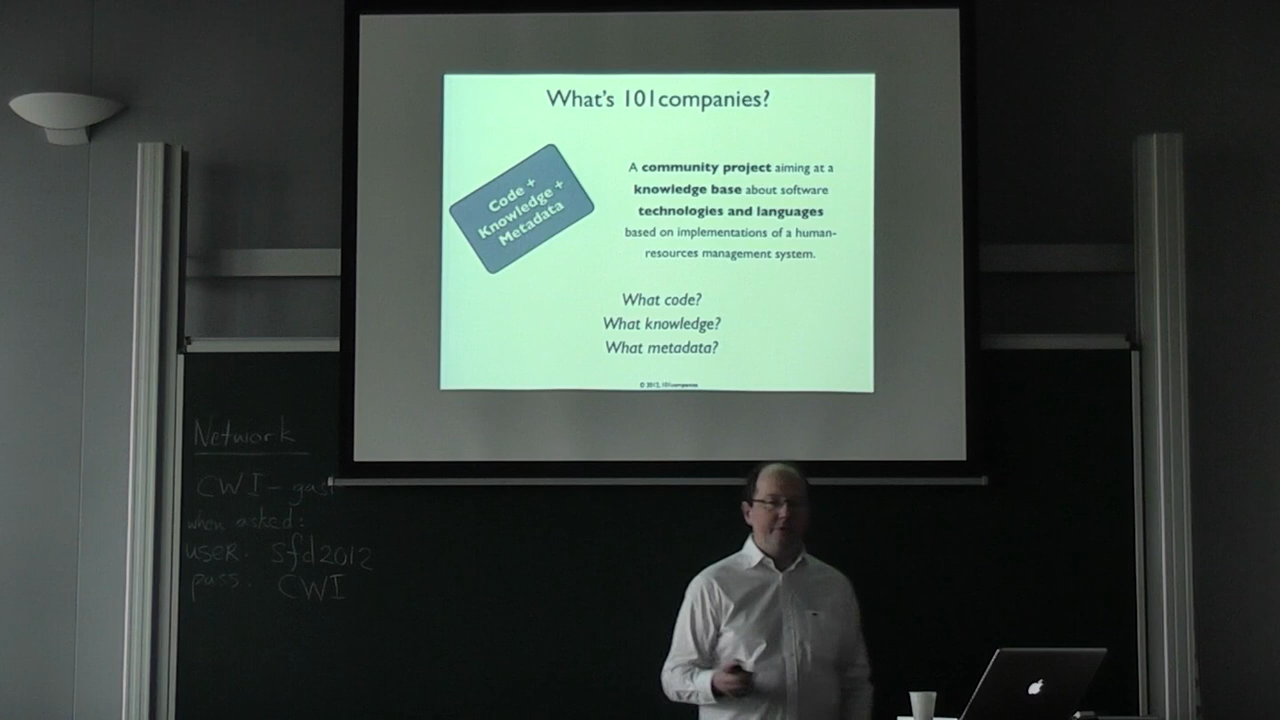 What's 101companies?
Code +
Knowledge +
Metadata
A community project aiming at a
knowledge base about software
technologies and languages
based on implementations of a human-
resources management system.
What code?
What knowledge?
What metadata?
© 2012, 101companies
Network
CWI-gast
when asked:
user: sfd2012
pass: CWI